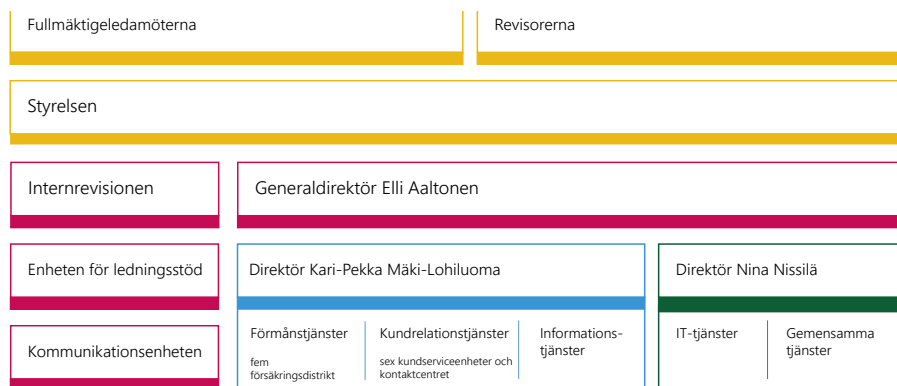 Fullmäktigeledamöterna
Revisorerna
Styrelsen
Internrevisionen
Generaldirektör Elli Aaltonen
Enheten för ledningsstöd
Direktör Kari-Pekka Mäki-Lohiluoma
Direktör Nina Nissilä
Kommunikationsenheten
Förmånstjänster
fem
försäkringsdistrikt
Kundrelationstjänster
sex kundserviceenheter och
kontaktcentret
Informations-
tjänster
IT-tjänster
Gemensamma
tjänster